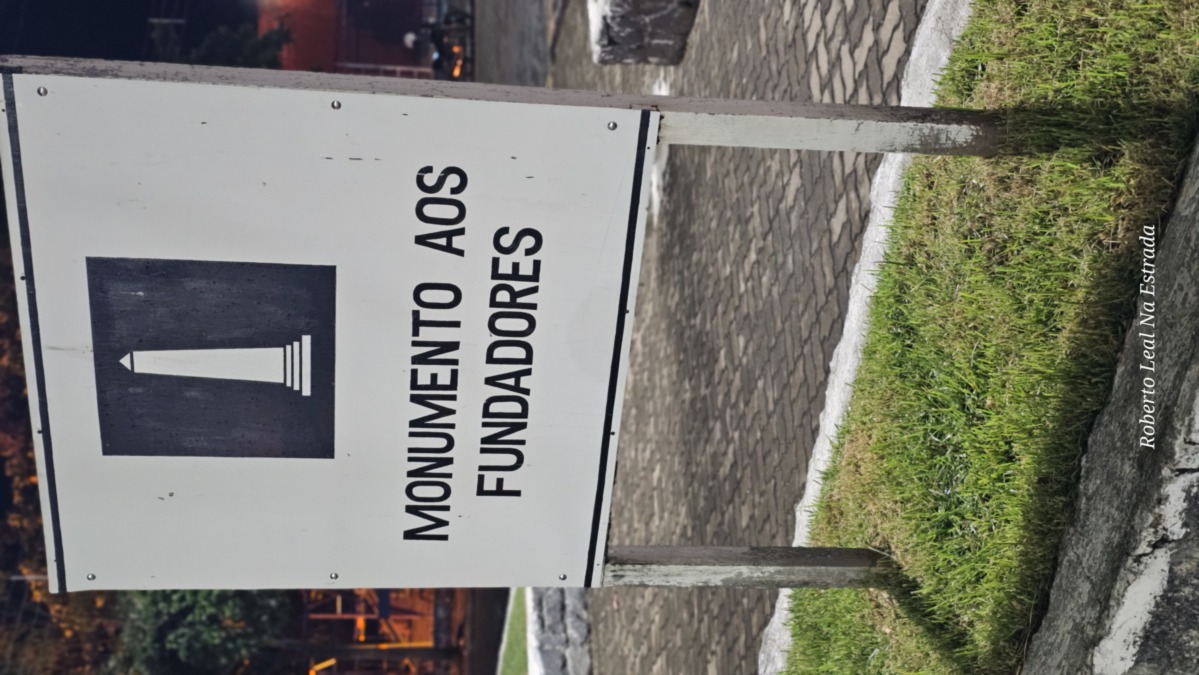 MONUMENTO AOS
FUNDADORES
Roberto Leal Na Estrada